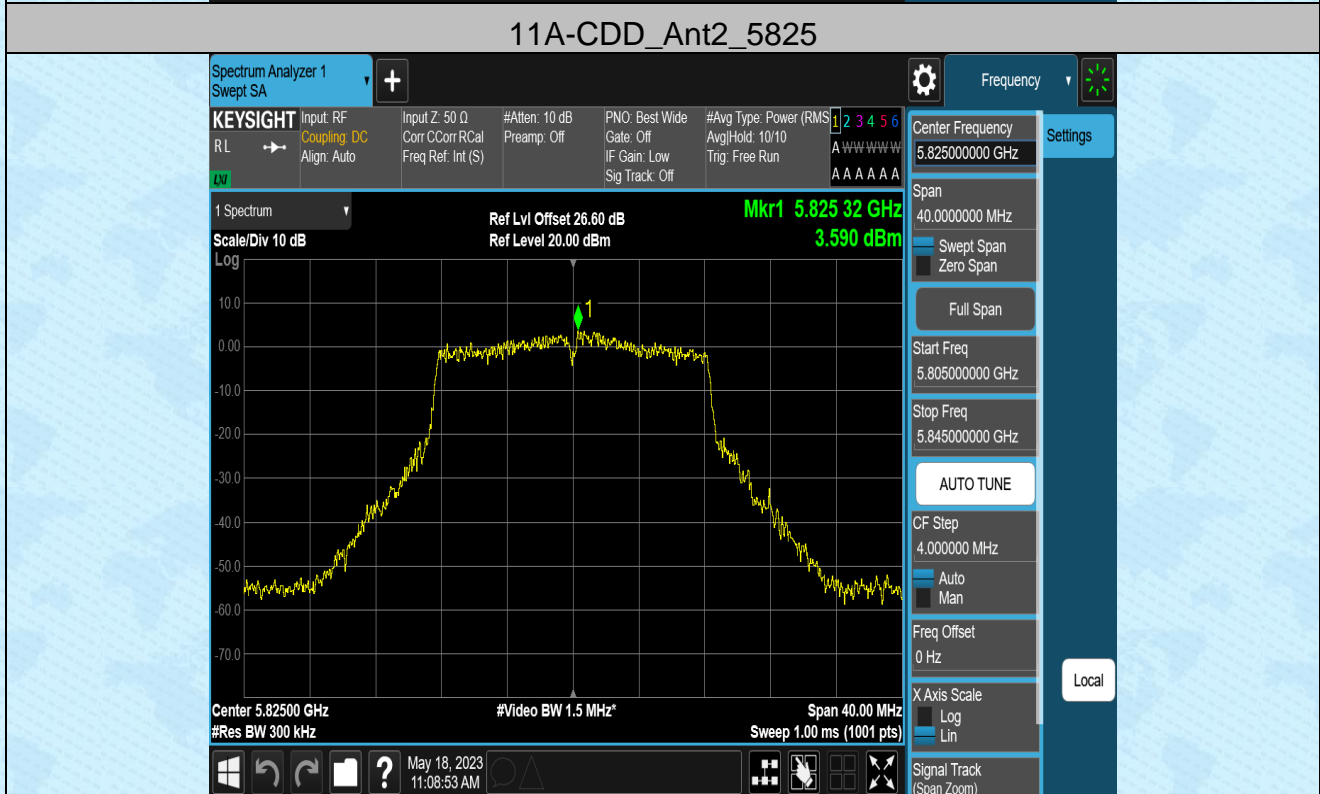 11A-CDD_Ant2_5825
Spectrum Analyzer 1
Swept SA
+
Frequency
KEYSIGHT
RL
LXI
Input: RF
Coupling: DC
Align: Auto
Input Z: 50 Ω
Corr CCorr RCal
Freq Ref: Int (S)
#Atten: 10 dB
Preamp: Off
PNO: Best Wide
Gate: Off
IF Gain: Low
Sig Track: Off
#Avg Type: Power (RMS
Avg|Hold: 10/10
Trig: Free Run
1 2 3 4 5 6
A W W W W W
A A A A A A
1 Spectrum
Scale/Div 10 dB
Log
Ref Lvl Offset 26.60 dB
Ref Level 20.00 dBm
Mkr1 5.825 32 GHz
3.590 dBm
1
10.0
0.00
-10.0
-20.0
-30.0
-40.0
-50.0
-60.0
-70.0
Center 5.82500 GHz
#Res BW 300 kHz
#Video BW 1.5 MHz*
Span 40.00 MHz
Sweep 1.00 ms (1001 pts)
Center Frequency
5.825000000 GHz
Settings
Span
40.0000000 MHz
Swept Span
Zero Span
Full Span
Start Freq
5.805000000 GHz
Stop Freq
5.845000000 GHz
AUTO TUNE
CF Step
4.000000 MHz
Auto
Man
Freq Offset
0 Hz
X Axis Scale
Log
Lin
Local
Signal Track
(Span Zoom)
?
May 18, 2023
11:08:53 AM